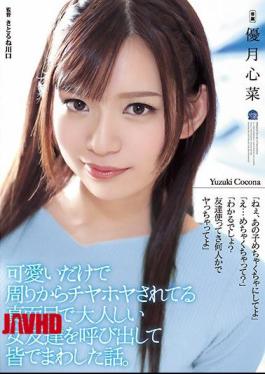 監督 きとるね川口
優月心菜
Yuzuki Cocona
「ねぇ、あの子めちゃくちゃにしてよ」
「え…めちゃくちゃって?」
「わかるでしょ?
友達使ってさ何人かで
ヤっちゃってよ」
可愛いだけで
周りからチヤホヤされてる
真面目で大人しい
女友達を呼び出して
皆でまわした話。
JAVHD